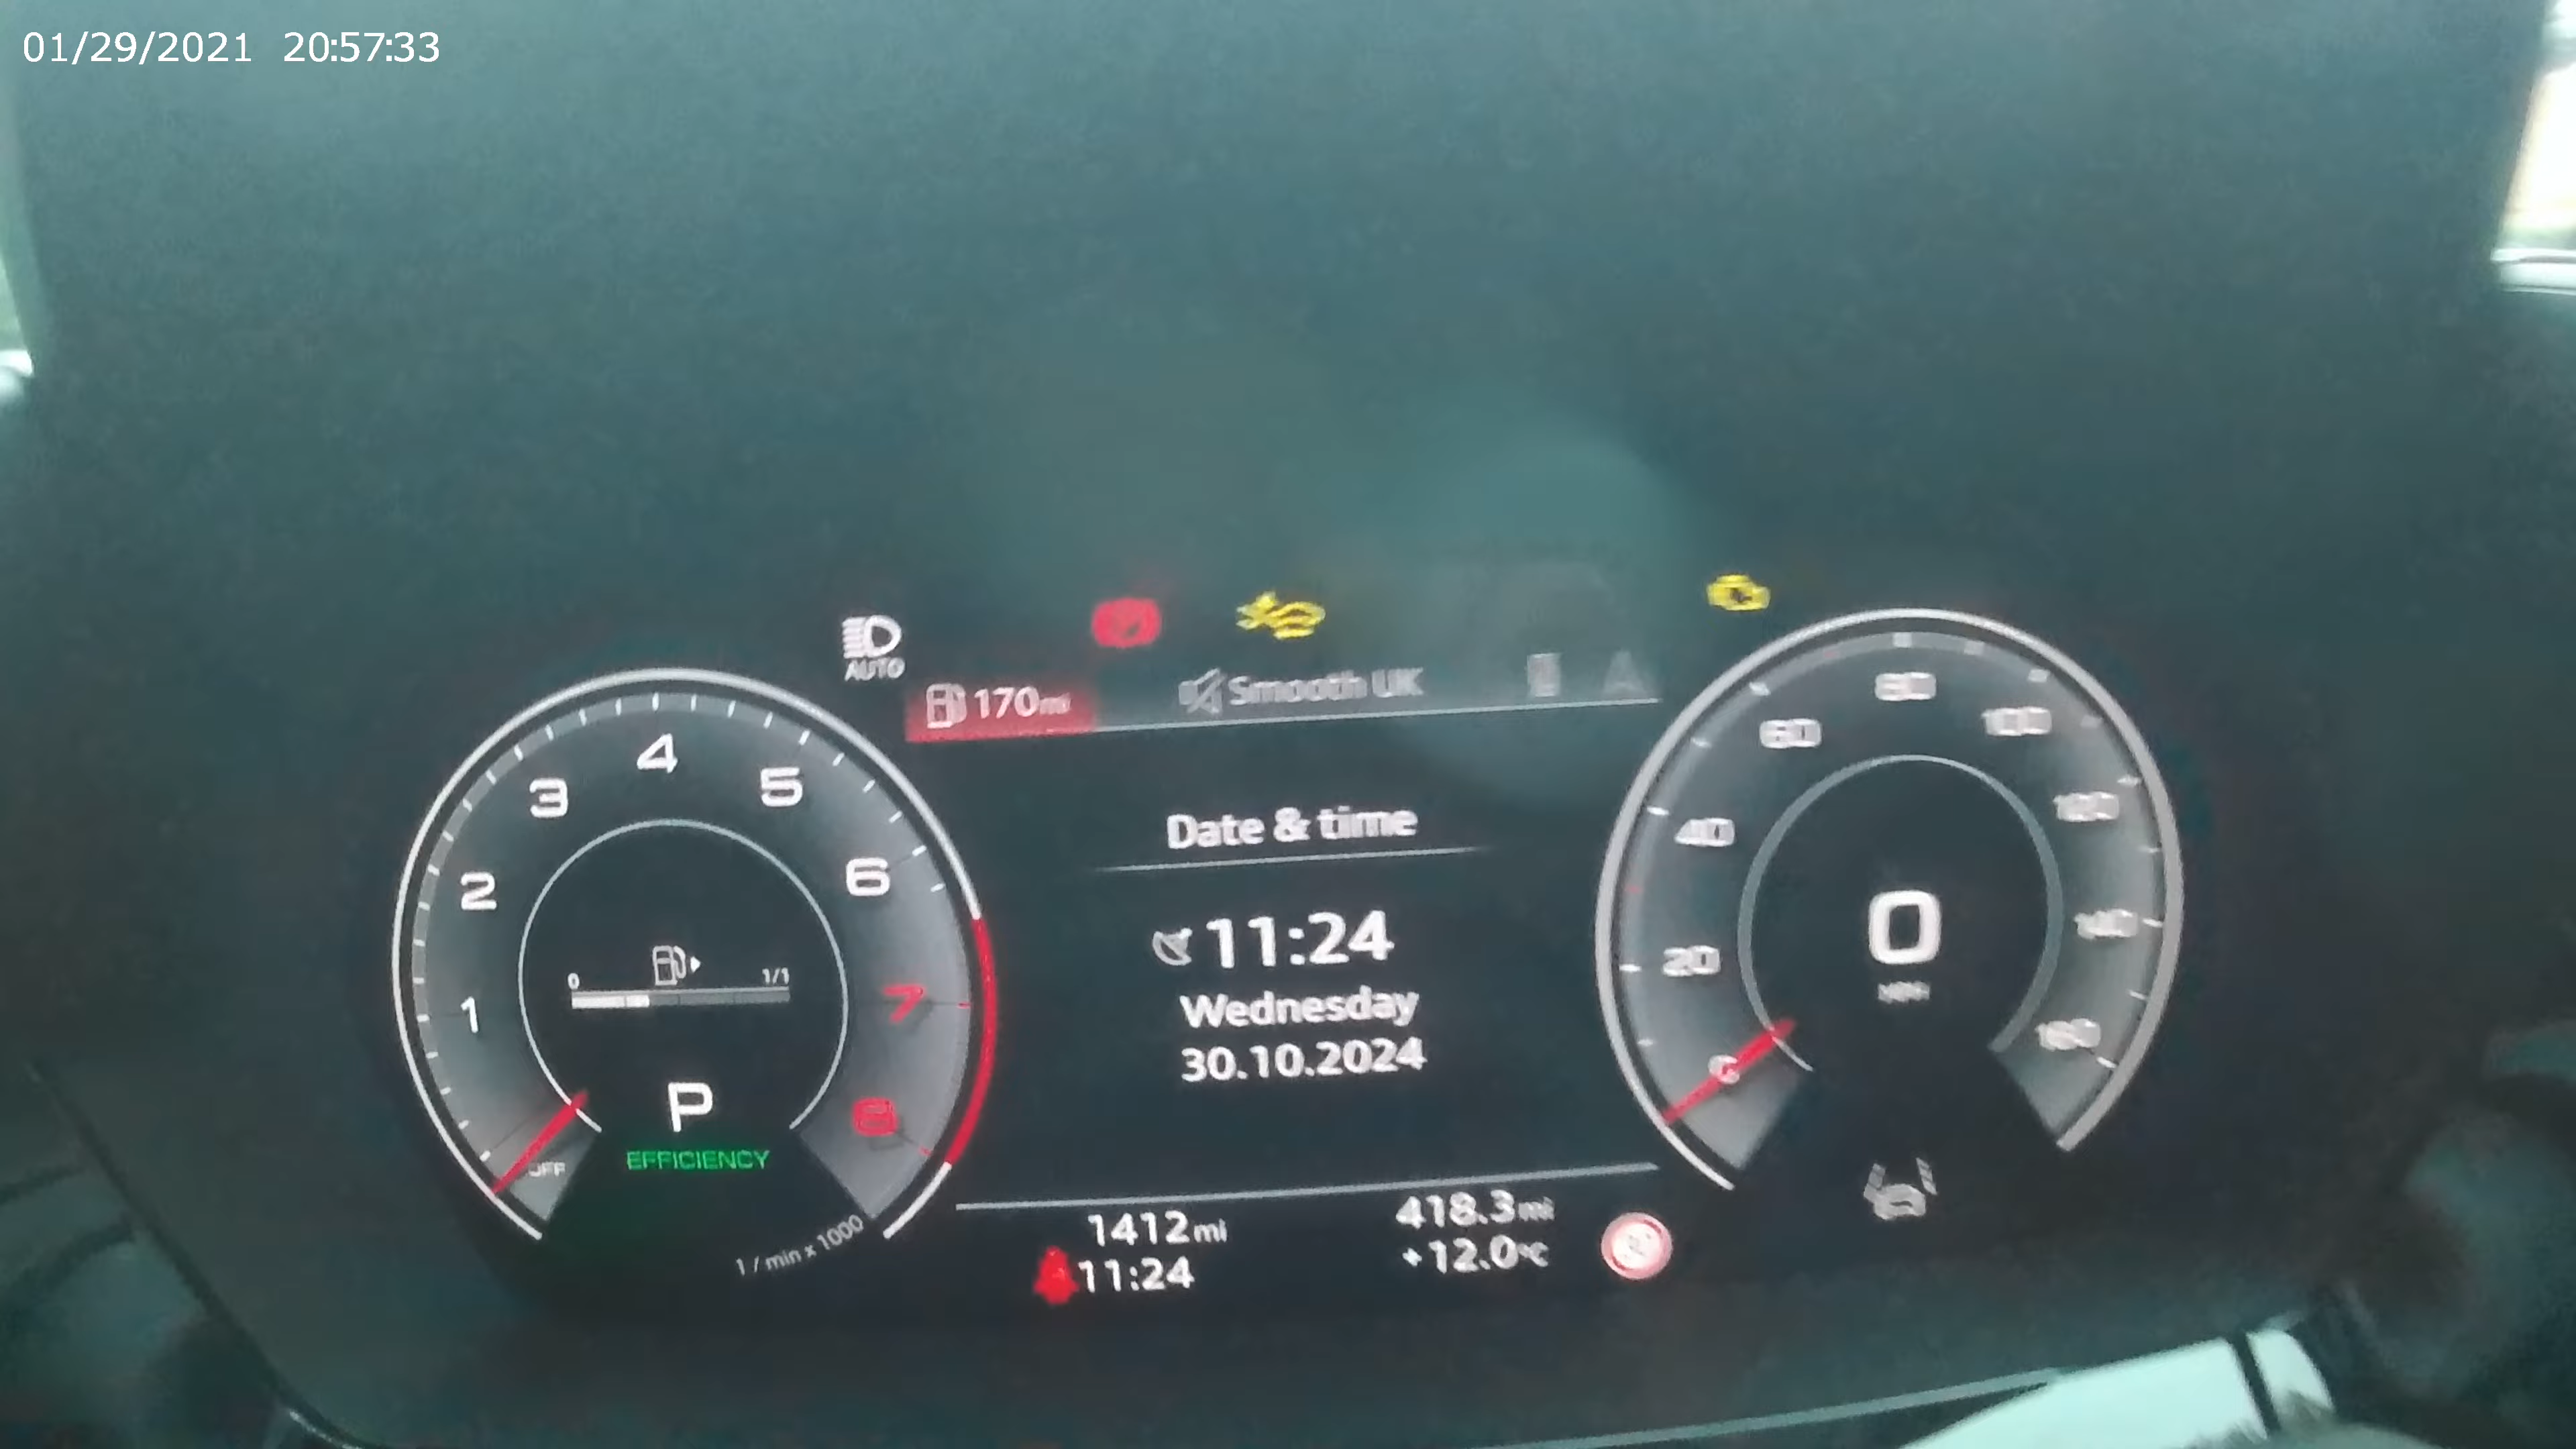 01/29/2021 20:57:33
AUTO
170mi
Smooth UK
Date & time
11:24
Wednesday
30.10.2024
1412mi
11:24
418.3mi
+12.0°C
OFF
1
2
3
4
5
6
7
8
0
1/1
P
EFFICIENCY
1 / min x 1000
20
40
60
80
100
120
140
160
0
MPH